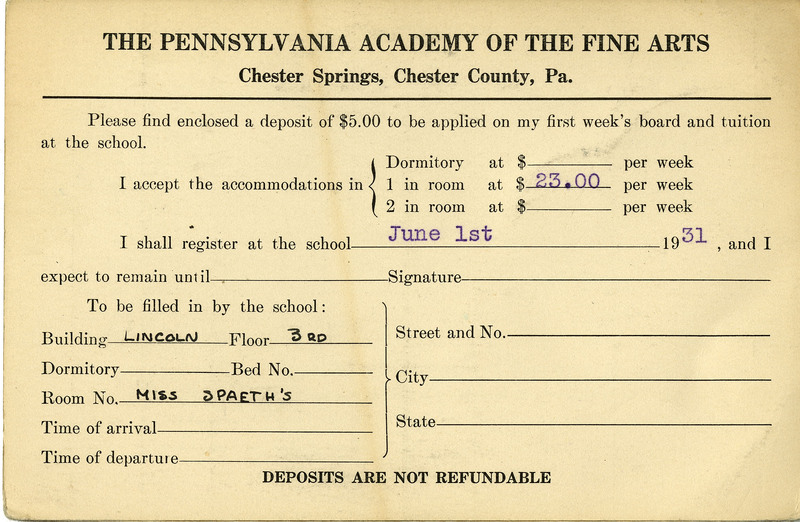 THE PENNSYLVANIA ACADEMY OF THE FINE ARTS
Chester Springs, Chester County, Pa.
Please find enclosed a deposit of $5.00 to be applied on my first week's board and tuition
at the school.
Dormitory at $ per week
I accept the accommodations in 1 in room at $ 23.00 per week
2 in room at $ per week
I shall register at the school June 1st 1931, and I
expect to remain until Signature
To be filled in by the school:
Building LINCOLN Floor 3RD
Street and No.
Dormitory Bed No.
City
Room No. MISS SPAETH'S
State
Time of arrival
Time of departure
DEPOSITS ARE NOT REFUNDABLE